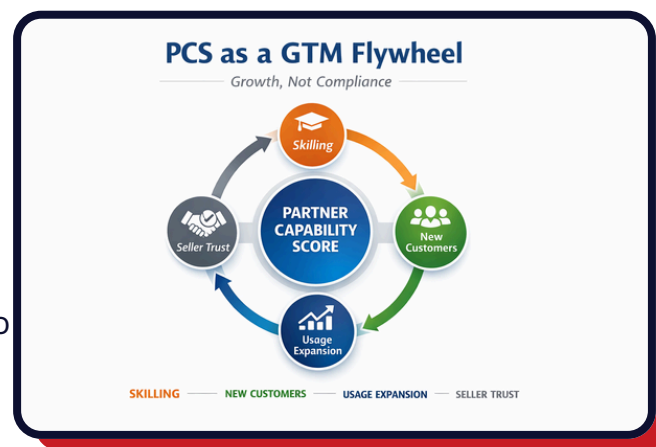 PCS as a GTM Flywheel
Growth, Not Compliance
Skilling
PARTNER
CAPABILITY
SCORE
Seller Trust
New
Customers
Usage
Expansion
SKILLING
NEW CUSTOMERS
USAGE EXPANSION
SELLER TRUST